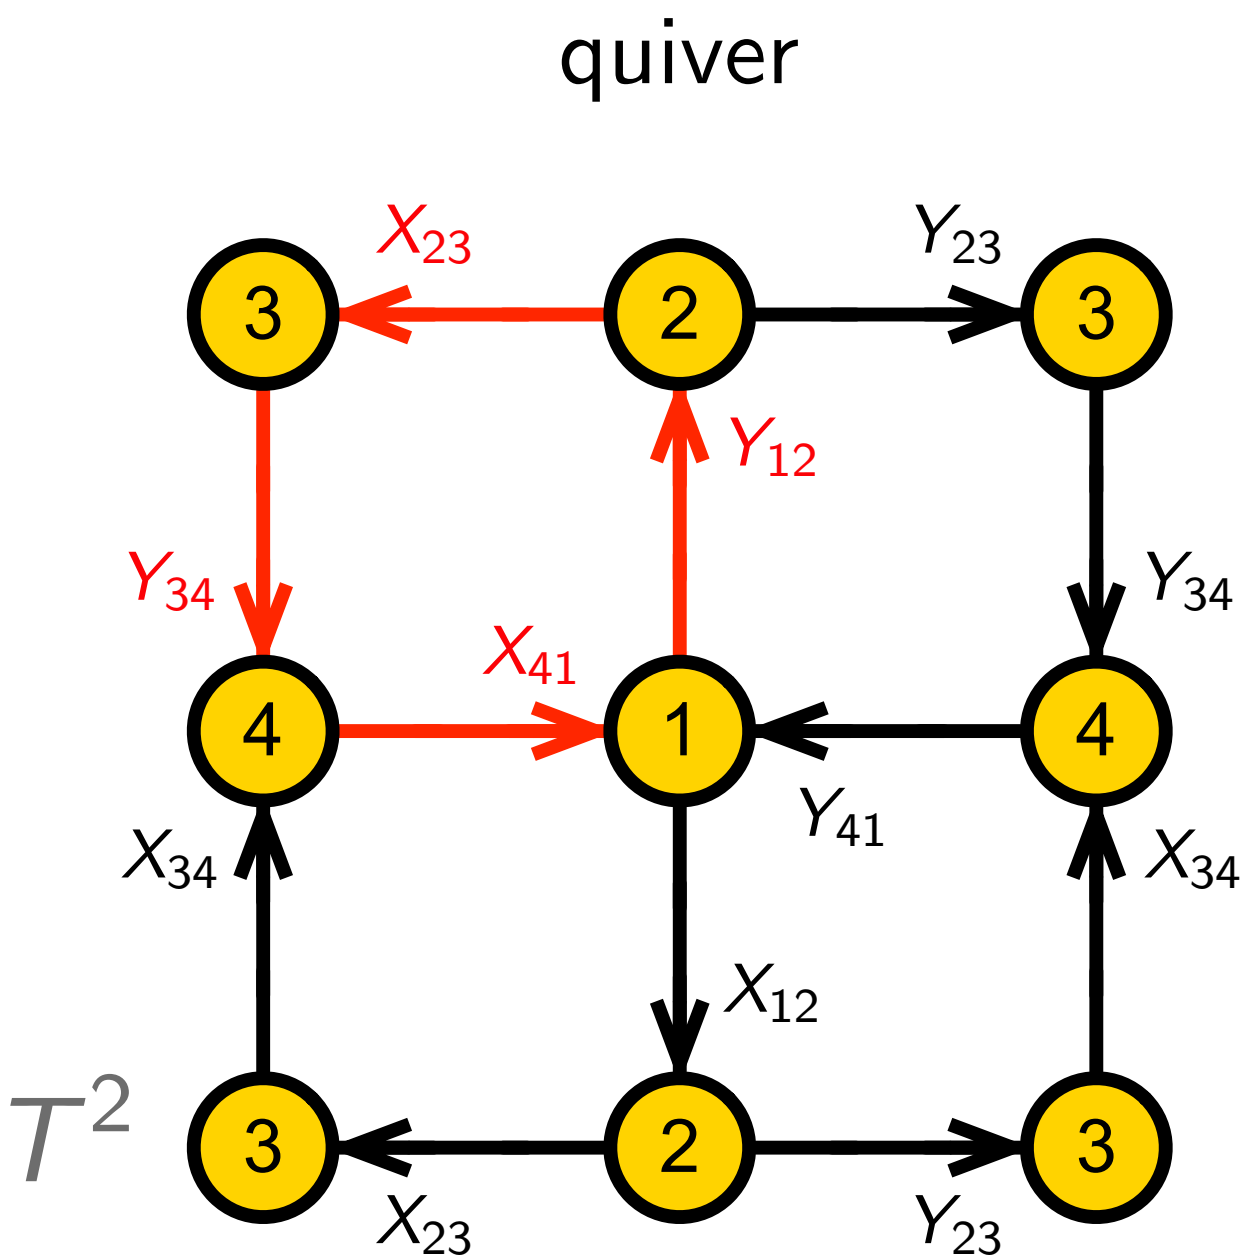 quiver
X₂₃ Y₂₃
3 2 3
Y₁₂
Y₃₄ Y₃₄
X₄₁
4 1 4
Y₄₁
X₃₄ X₃₄
X₁₂
T²
3 2 3
X₂₃ Y₂₃